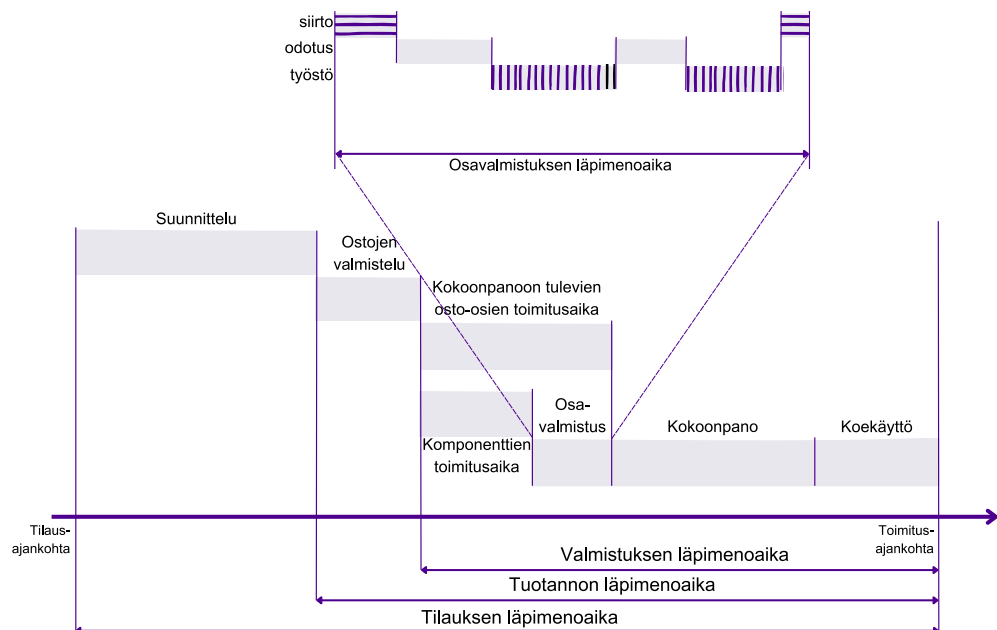 siirto
odotus
työstö
Osavalmistuksen läpimenoaika
Suunnittelu
Ostojen
valmistelu
Kokoonpanoon tulevien
osto-osien toimitusaika
Osa-
valmistus
Kokoonpano
Koekäyttö
Komponenttien
toimitusaika
Tilaus-
ajankohta
Toimitus-
ajankohta
Valmistuksen läpimenoaika
Tuotannon läpimenoaika
Tilauksen läpimenoaika